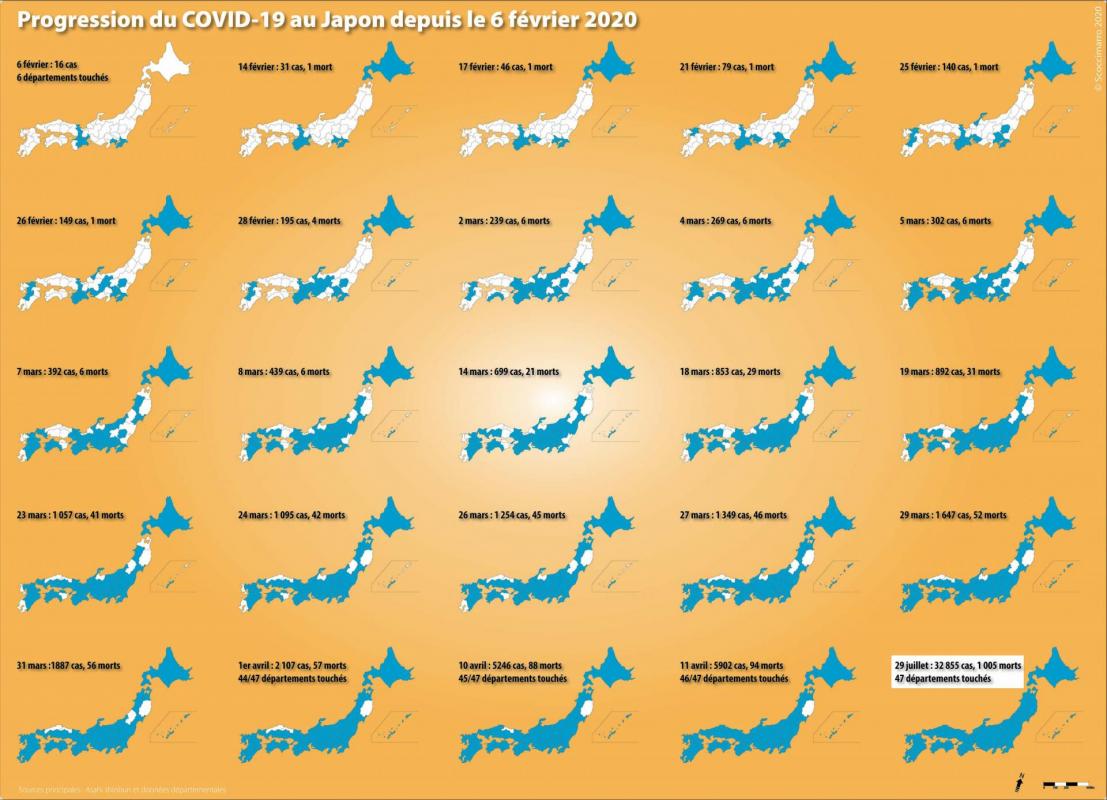 Progression du COVID-19 au Japon depuis le 6 février 2020
© Scoccimarro 2020
6 février : 16 cas
6 départements touchés
14 février : 31 cas, 1 mort
17 février : 46 cas, 1 mort
21 février : 79 cas, 1 mort
25 février : 140 cas, 1 mort
26 février : 149 cas, 1 mort
28 février : 195 cas, 4 morts
2 mars : 239 cas, 6 morts
4 mars : 269 cas, 6 morts
5 mars : 302 cas, 6 morts
7 mars : 392 cas, 6 morts
8 mars : 439 cas, 6 morts
14 mars : 699 cas, 21 morts
18 mars : 853 cas, 29 morts
19 mars : 892 cas, 31 morts
23 mars : 1 057 cas, 41 morts
24 mars : 1 095 cas, 42 morts
26 mars : 1 254 cas, 45 morts
27 mars : 1 349 cas, 46 morts
29 mars : 1 647 cas, 52 morts
31 mars :1887 cas, 56 morts
1er avril : 2 107 cas, 57 morts
44/47 départements touchés
10 avril : 5246 cas, 88 morts
45/47 départements touchés
11 avril : 5902 cas, 94 morts
46/47 départements touchés
29 juillet : 32 855 cas, 1 005 morts
47 départements touchés
Sources principales : Asahi shinbun et données départementales
N